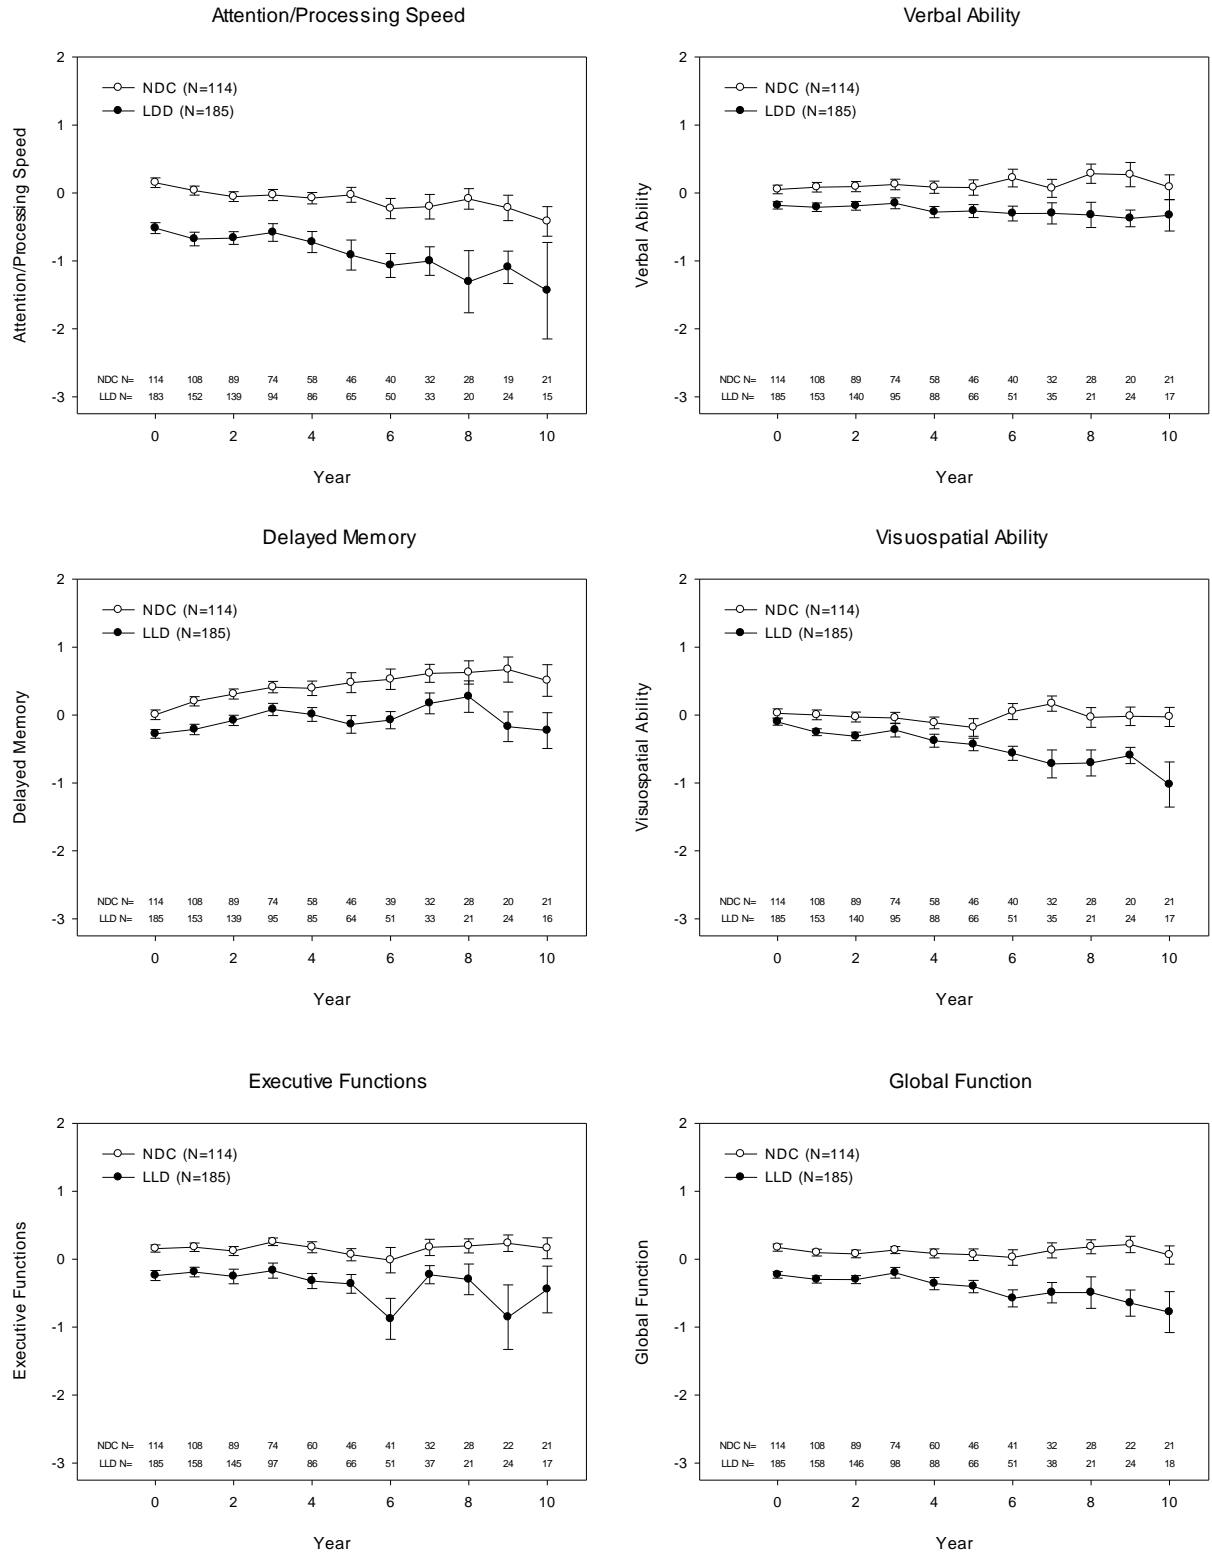 Attention/Processing Speed
2
1
0
-1
-2
-3
Attention/Processing Speed
NDC (N=114)
LDD (N=185)
NDC N= 114 108 89 74 58 46 40 32 28 19 21
LLD N= 183 152 139 94 86 65 50 33 20 24 15
0 2 4 6 8 10
Year
Verbal Ability
2
1
0
-1
-2
-3
Verbal Ability
NDC (N=114)
LDD (N=185)
NDC N= 114 108 89 74 58 46 40 32 28 20 21
LLD N= 185 153 140 95 88 66 51 35 21 24 17
0 2 4 6 8 10
Year
Delayed Memory
2
1
0
-1
-2
-3
Delayed Memory
NDC (N=114)
LLD (N=185)
NDC N= 114 108 89 74 58 46 39 32 28 20 21
LLD N= 185 153 139 95 85 64 51 33 21 24 16
0 2 4 6 8 10
Year
Visuospatial Ability
2
1
0
-1
-2
-3
Visuospatial Ability
NDC (N=114)
LLD (N=185)
NDC N= 114 108 89 74 58 46 40 32 28 20 21
LLD N= 185 153 140 95 88 66 51 35 21 24 17
0 2 4 6 8 10
Year
Executive Functions
2
1
0
-1
-2
-3
Executive Functions
NDC (N=114)
LLD (N=185)
NDC N= 114 108 89 74 60 46 41 32 28 22 21
LLD N= 185 158 145 97 86 66 51 37 21 24 17
0 2 4 6 8 10
Year
Global Function
2
1
0
-1
-2
-3
Global Function
NDC (N=114)
LLD (N=185)
NDC N= 114 108 89 74 60 46 41 32 28 22 21
LLD N= 185 158 146 98 88 66 51 38 21 24 18
0 2 4 6 8 10
Year